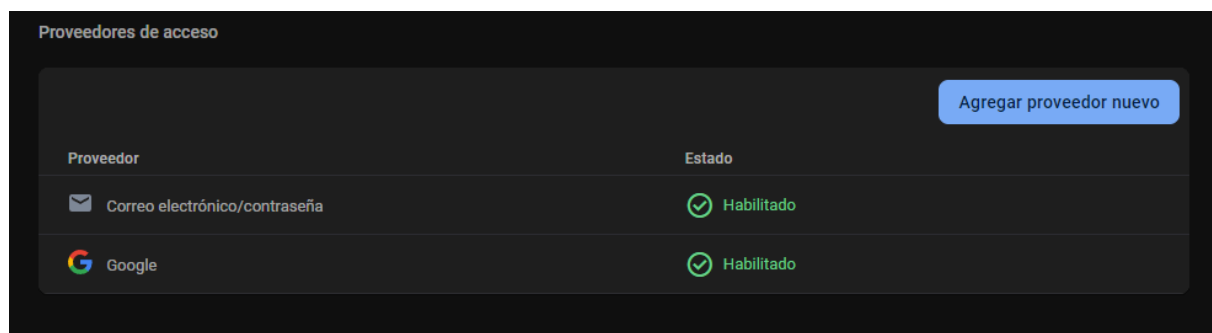 Proveedores de acceso
Agregar proveedor nuevo
Proveedor Estado
Correo electrónico/contraseña Habilitado
Google Habilitado